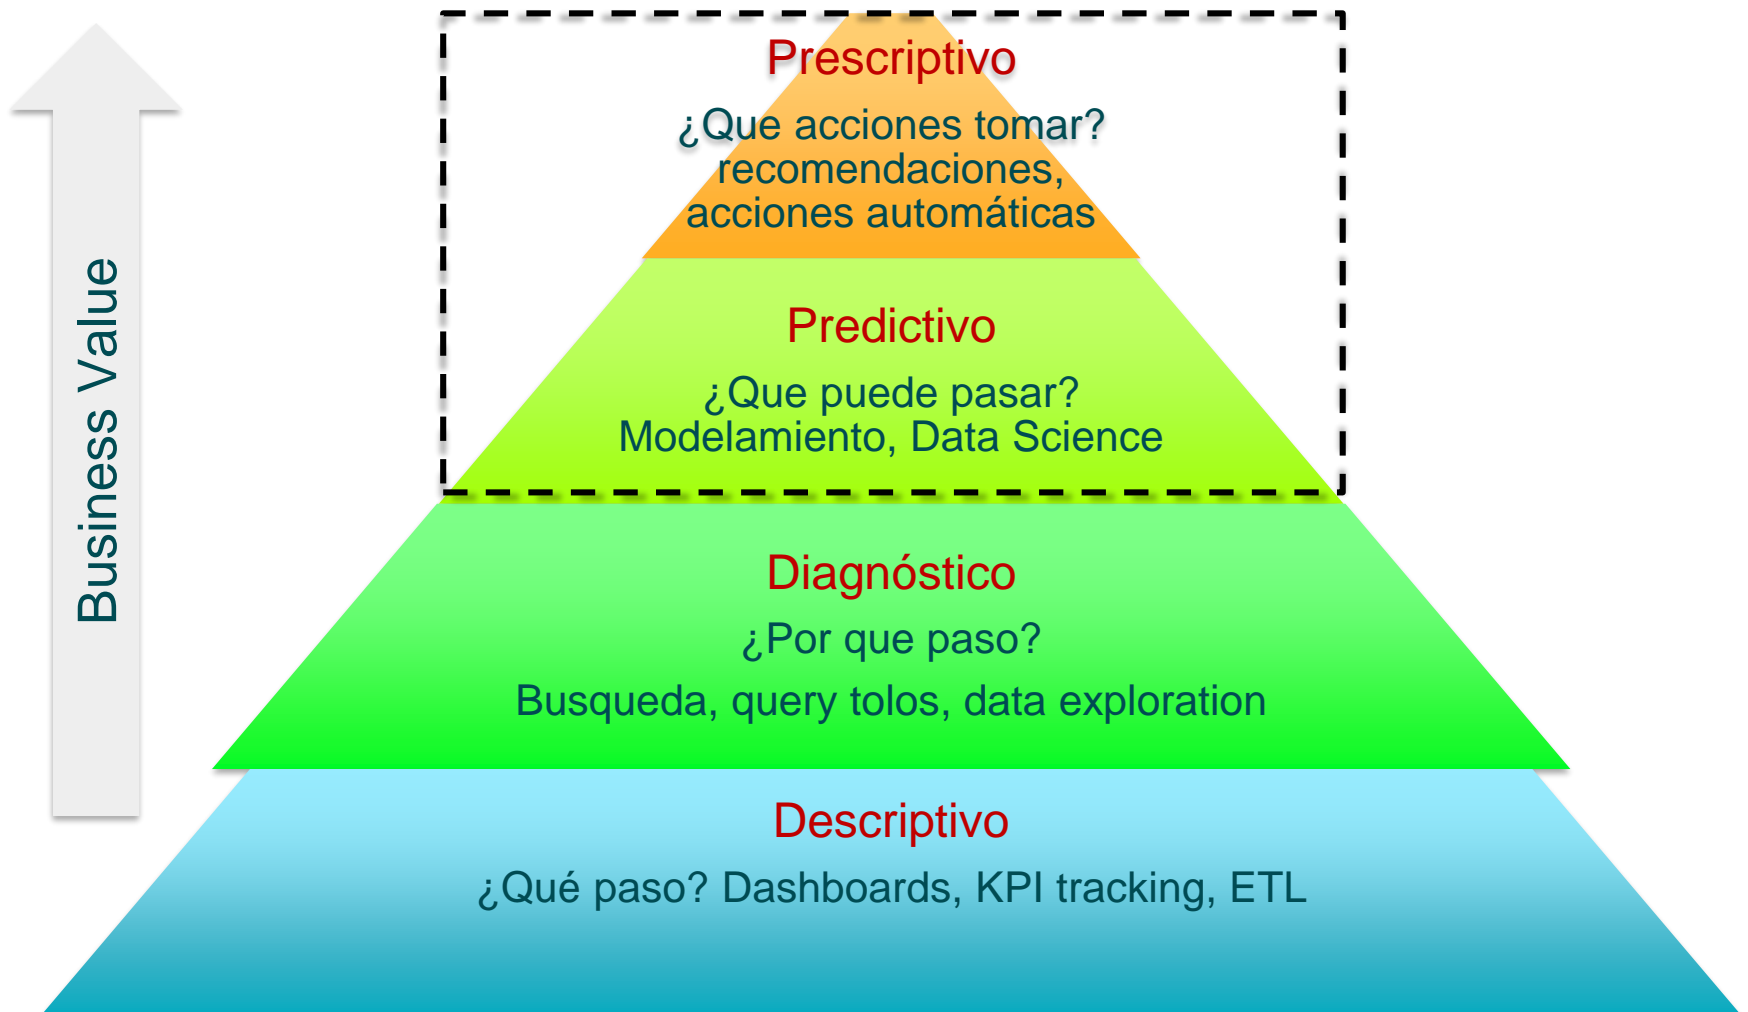 Business Value
Prescriptivo
¿Que acciones tomar?
recomendaciones,
acciones automáticas
Predictivo
¿Que puede pasar?
Modelamiento, Data Science
Diagnóstico
¿Por que paso?
Busqueda, query tolos, data exploration
Descriptivo
¿Qué paso? Dashboards, KPI tracking, ETL